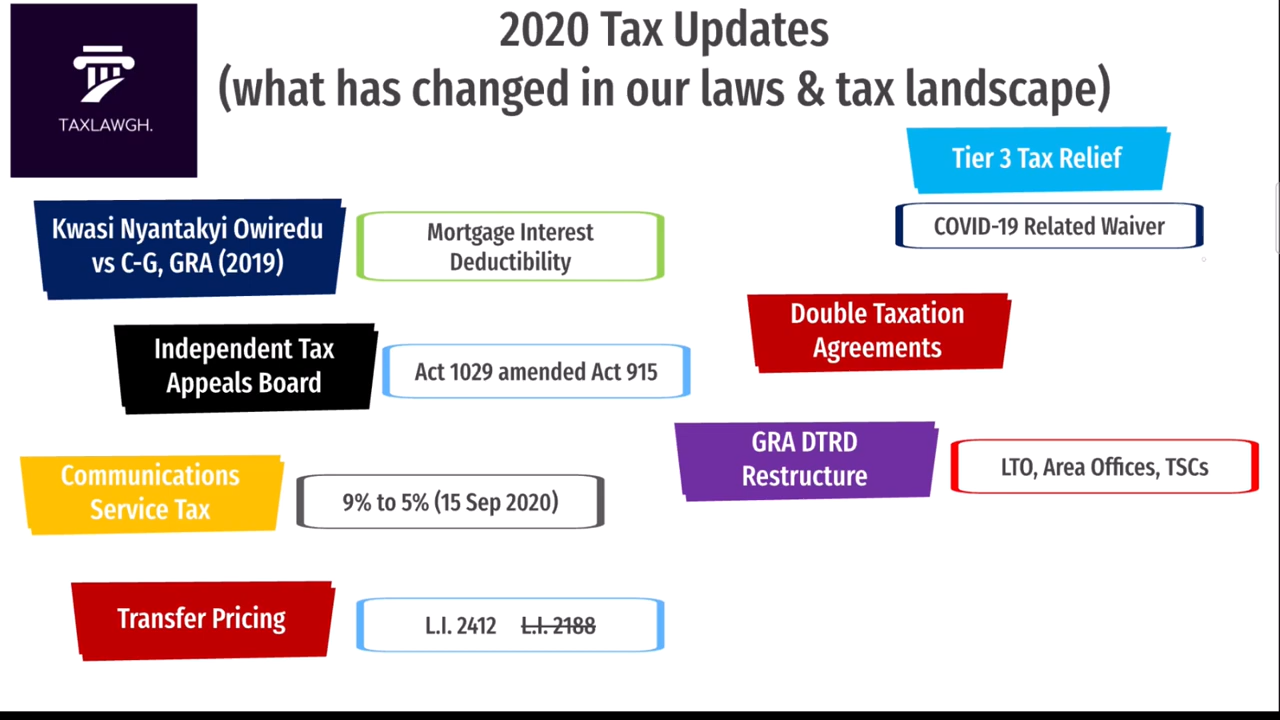 2020 Tax Updates
(what has changed in our laws & tax landscape)
TAXLAWGH.
Kwasi Nyantakyi Owiredu
vs C-G, GRA (2019)
Mortgage Interest
Deductibility
Independent Tax
Appeals Board
Act 1029 amended Act 915
Communications
Service Tax
9% to 5% (15 Sep 2020)
Transfer Pricing
L.I. 2412 L.I. 2188
Tier 3 Tax Relief
COVID-19 Related Waiver
Double Taxation
Agreements
GRA DTRD
Restructure
LTO, Area Offices, TSCs